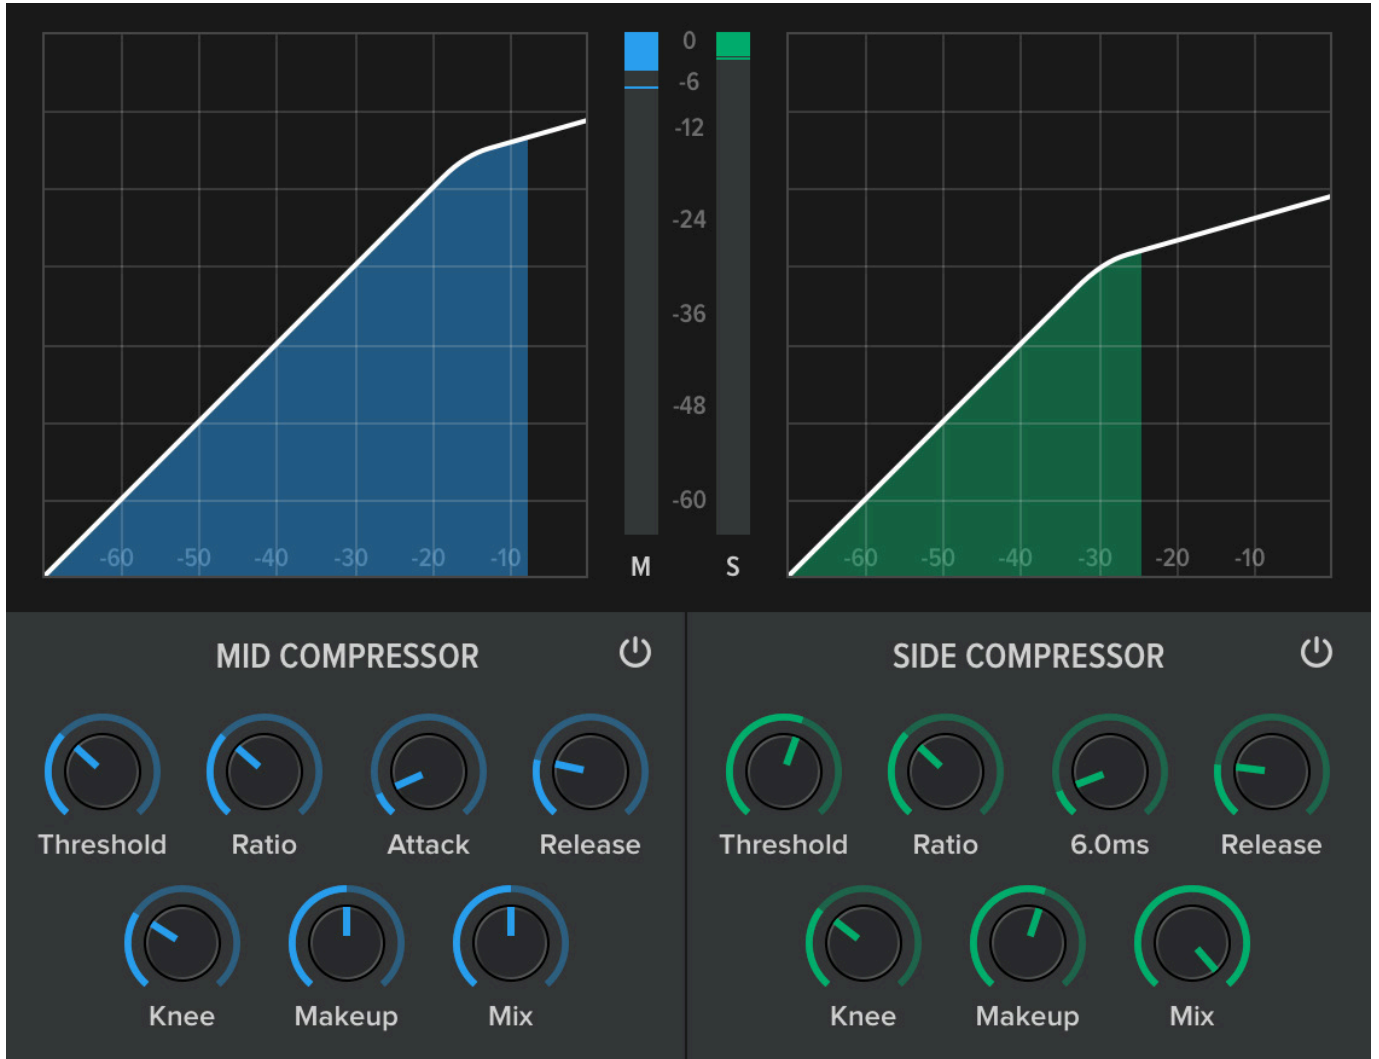 0
-6
-12
-24
-36
-48
-60
-60 -50 -40 -30 -20 -10
M S
-60 -50 -40 -30 -20 -10
MID COMPRESSOR
Threshold Ratio Attack Release
Knee Makeup Mix
SIDE COMPRESSOR
Threshold Ratio 6.0ms Release
Knee Makeup Mix